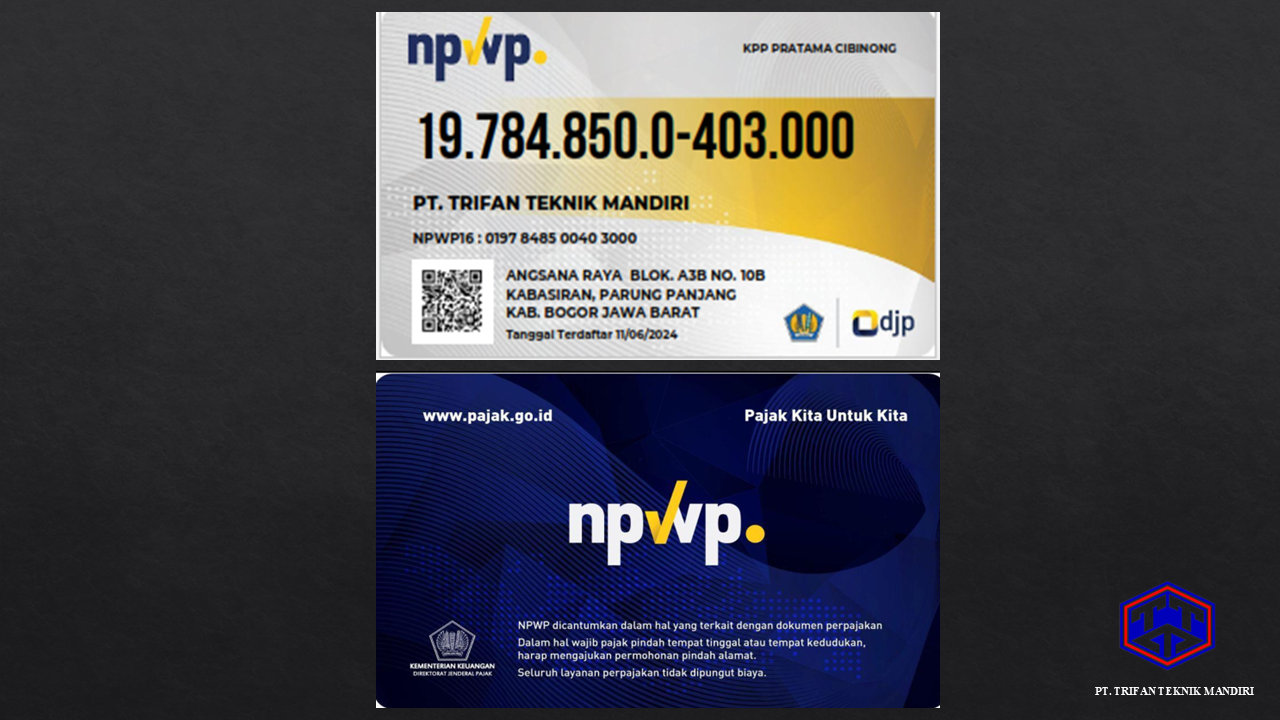 npwp.
KPP PRATAMA CIBINONG
19.784.850.0-403.000
PT. TRIFAN TEKNIK MANDIRI
NPWP16 : 0197 8485 0040 3000
ANGSANA RAYA BLOK. A3B NO. 10B
KABASIRAN, PARUNG PANJANG
KAB. BOGOR JAWA BARAT
Tanggal Terdaftar 11/06/2024
djp
www.pajak.go.id
Pajak Kita Untuk Kita
npwp.
NPWP dicantumkan dalam hal yang terkait dengan dokumen perpajakan
Dalam hal wajib pajak pindah tempat tinggal atau tempat kedudukan,
harap mengajukan permohonan pindah alamat.
Seluruh layanan perpajakan tidak dipungut biaya.
KEMENTERIAN KEUANGAN
DIREKTORAT JENDERAL PAJAK
PT. TRIFAN TEKNIK MANDIRI